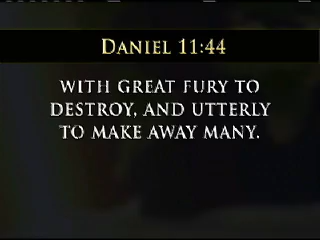 DANIEL 11:44
WITH GREAT FURY TO
DESTROY, AND UTTERLY
TO MAKE AWAY MANY.